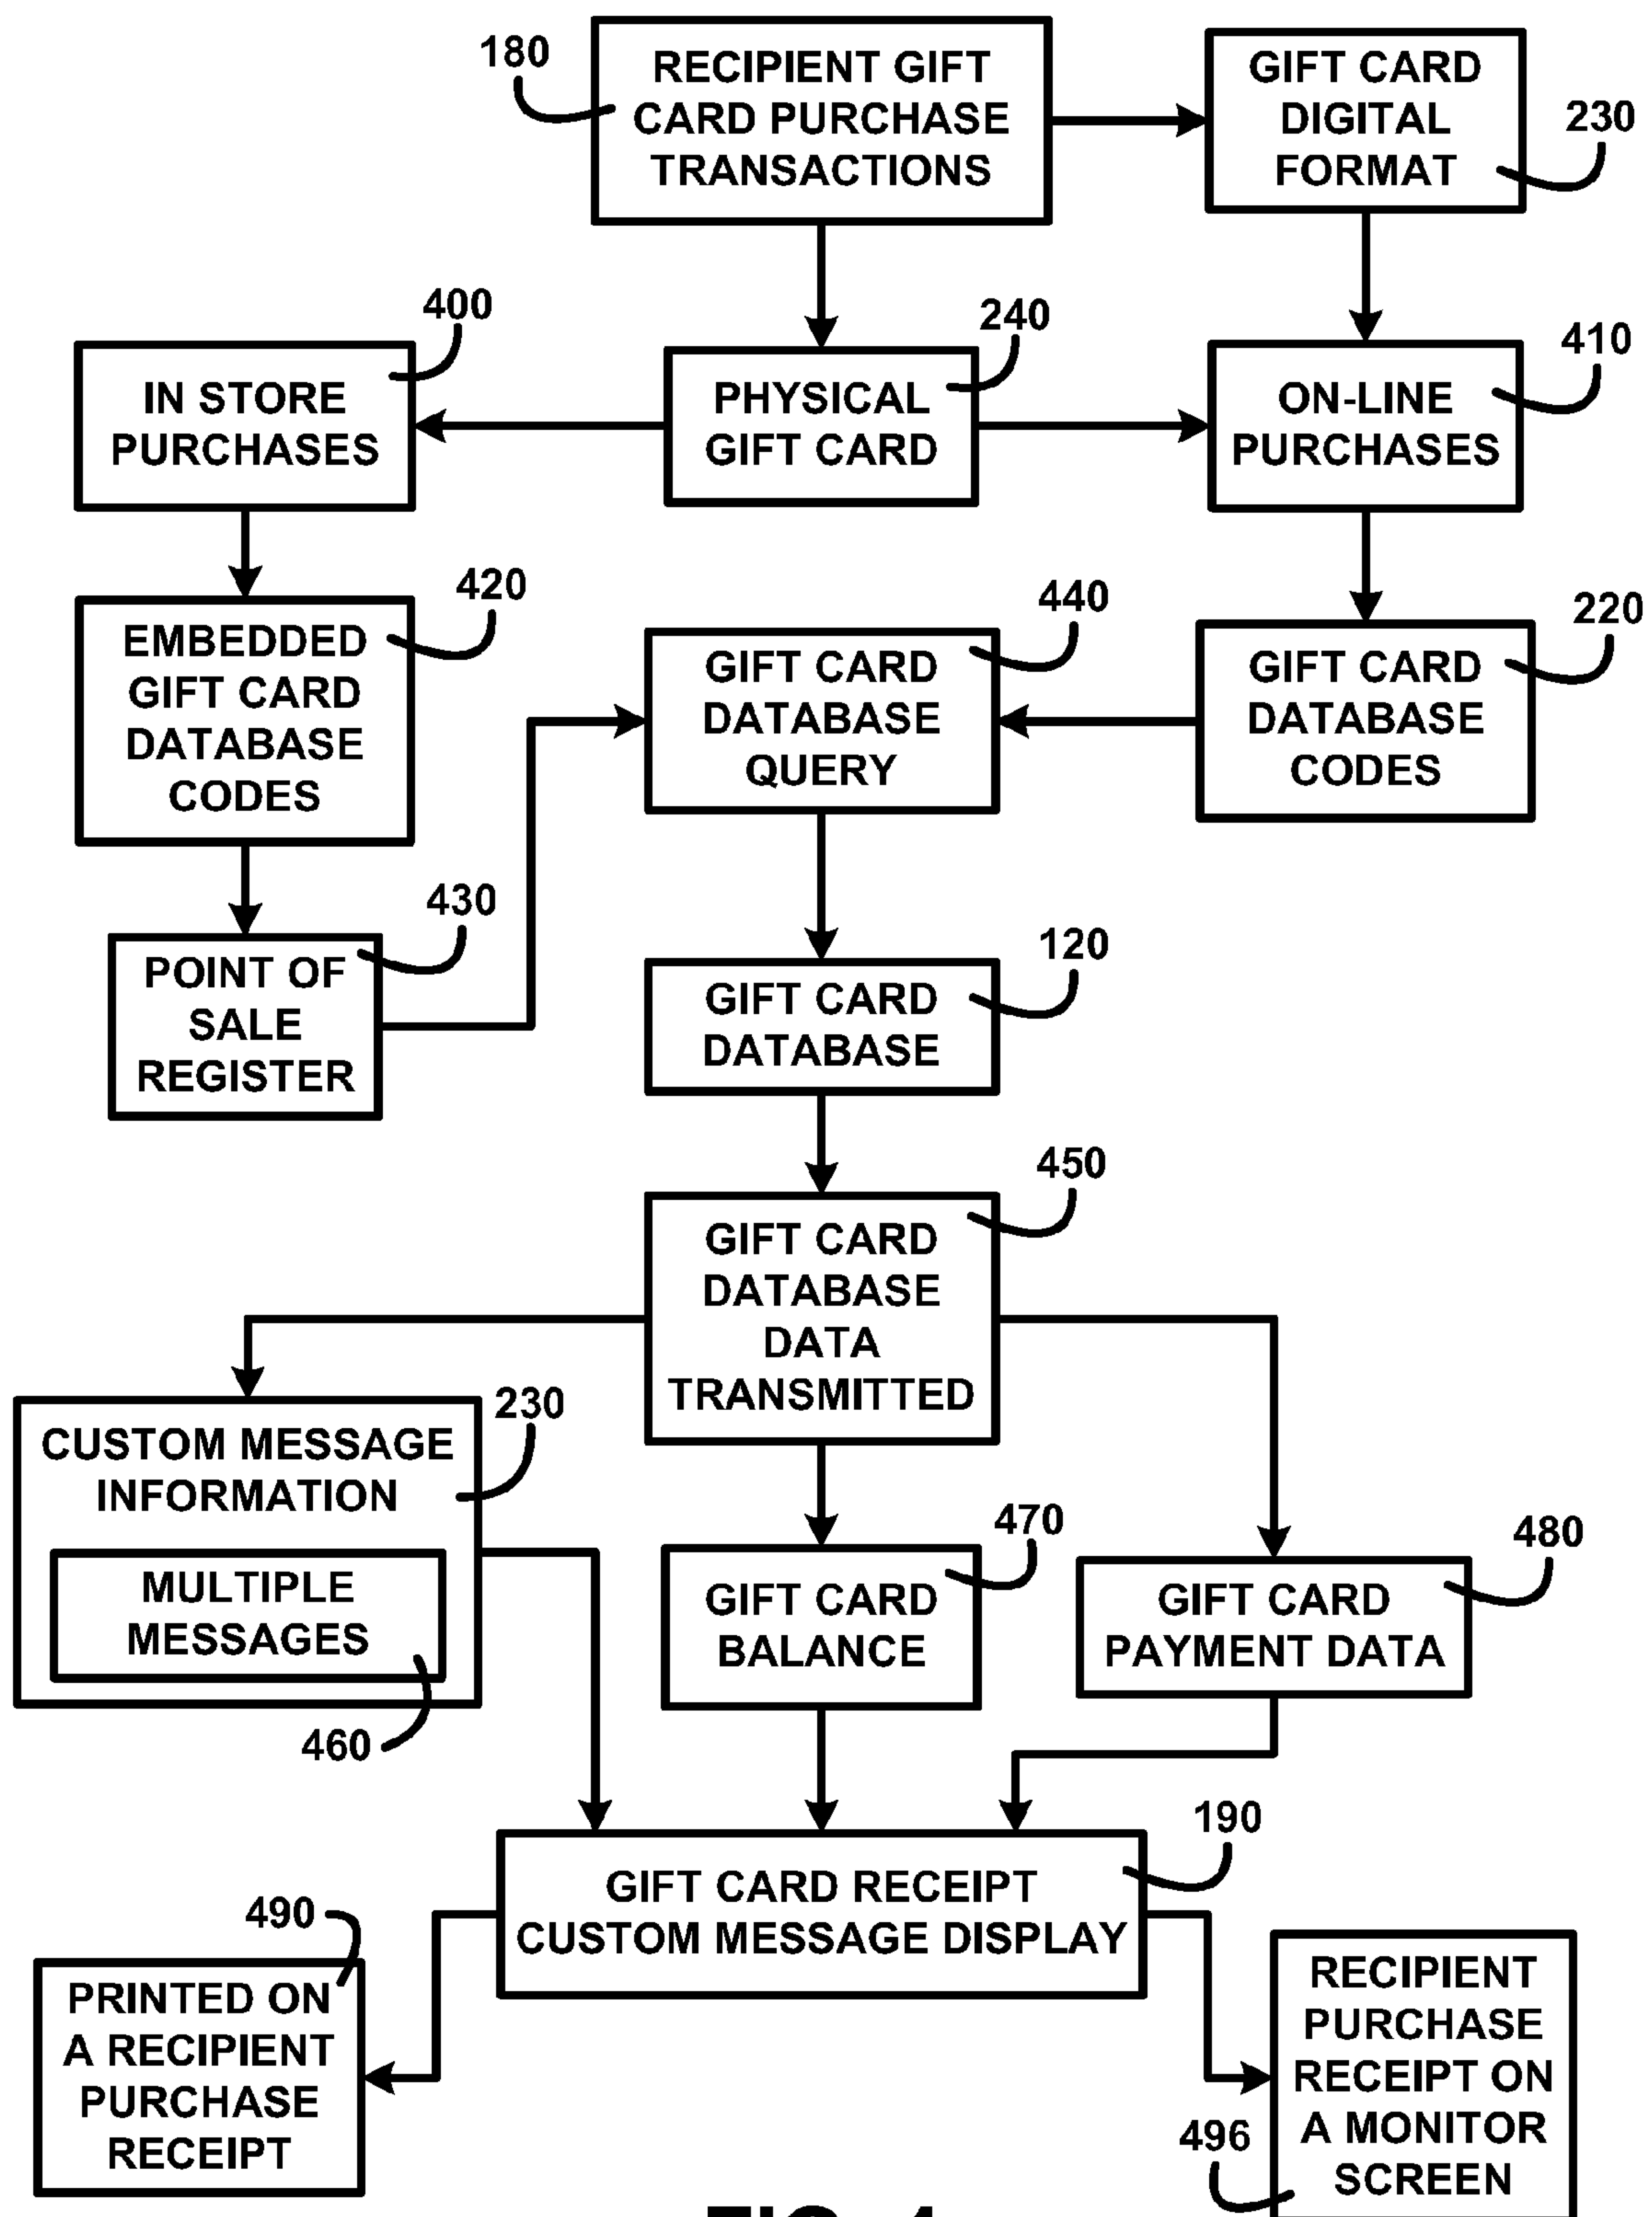 180
RECIPIENT GIFT
CARD PURCHASE
TRANSACTIONS
GIFT CARD
DIGITAL
FORMAT
230
400
IN STORE
PURCHASES
240
PHYSICAL
GIFT CARD
410
ON-LINE
PURCHASES
420
EMBEDDED
GIFT CARD
DATABASE
CODES
440
GIFT CARD
DATABASE
QUERY
220
GIFT CARD
DATABASE
CODES
430
POINT OF
SALE
REGISTER
120
GIFT CARD
DATABASE
450
GIFT CARD
DATABASE
DATA
TRANSMITTED
230
CUSTOM MESSAGE
INFORMATION
MULTIPLE
MESSAGES
460
470
GIFT CARD
BALANCE
480
GIFT CARD
PAYMENT DATA
190
GIFT CARD RECEIPT
CUSTOM MESSAGE DISPLAY
490
PRINTED ON
A RECIPIENT
PURCHASE
RECEIPT
RECIPIENT
PURCHASE
RECEIPT ON
A MONITOR
SCREEN
496